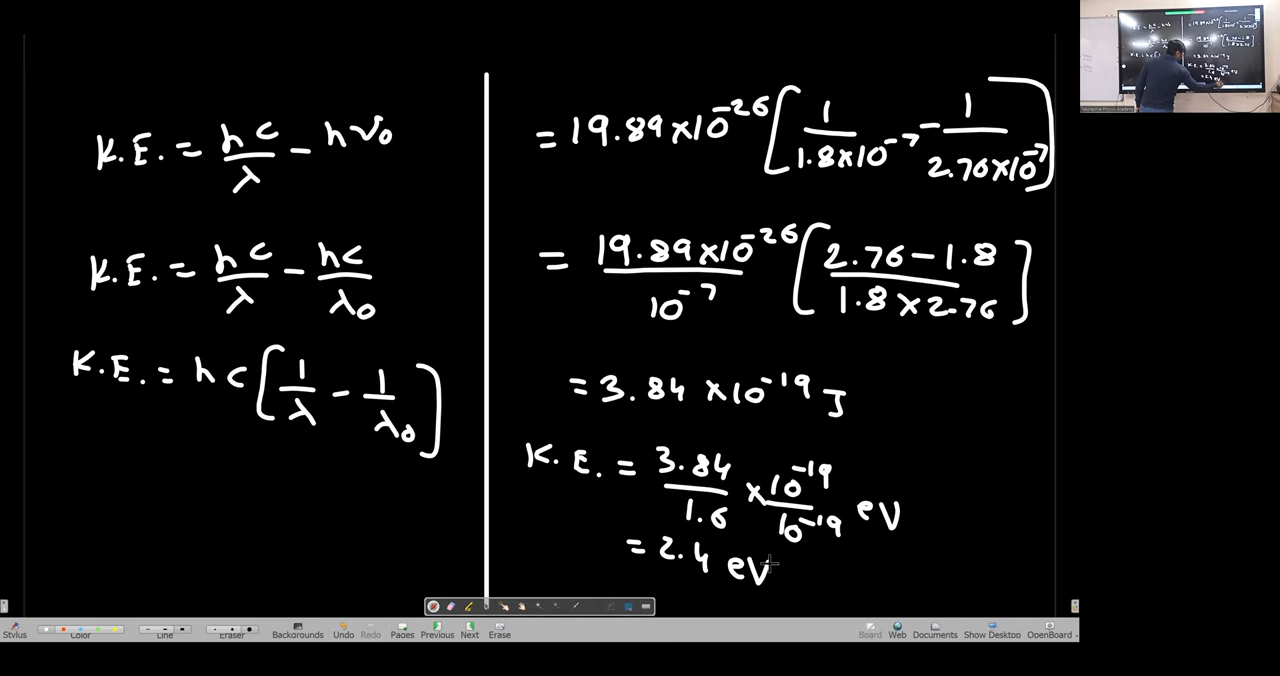 K.E. = hc/λ - hν₀
K.E. = hc/λ - hc/λ₀
K.E. = hc[1/λ - 1/λ₀]
= 19.89×10⁻²⁶ [1/1.8×10⁻⁷ - 1/2.76×10⁻⁷]
= 19.89×10⁻²⁶/10⁻⁷ [2.76-1.8/1.8×2.76]
= 3.84 ×10⁻¹⁹ J
K.E. = 3.84/1.6 × 10⁻¹⁹/10⁻¹⁹ eV
= 2.4 eV
Stylus Color Line Eraser Backgrounds Undo Redo Pages Previous Next Erase Board Web Documents Show Desktop OpenBoard